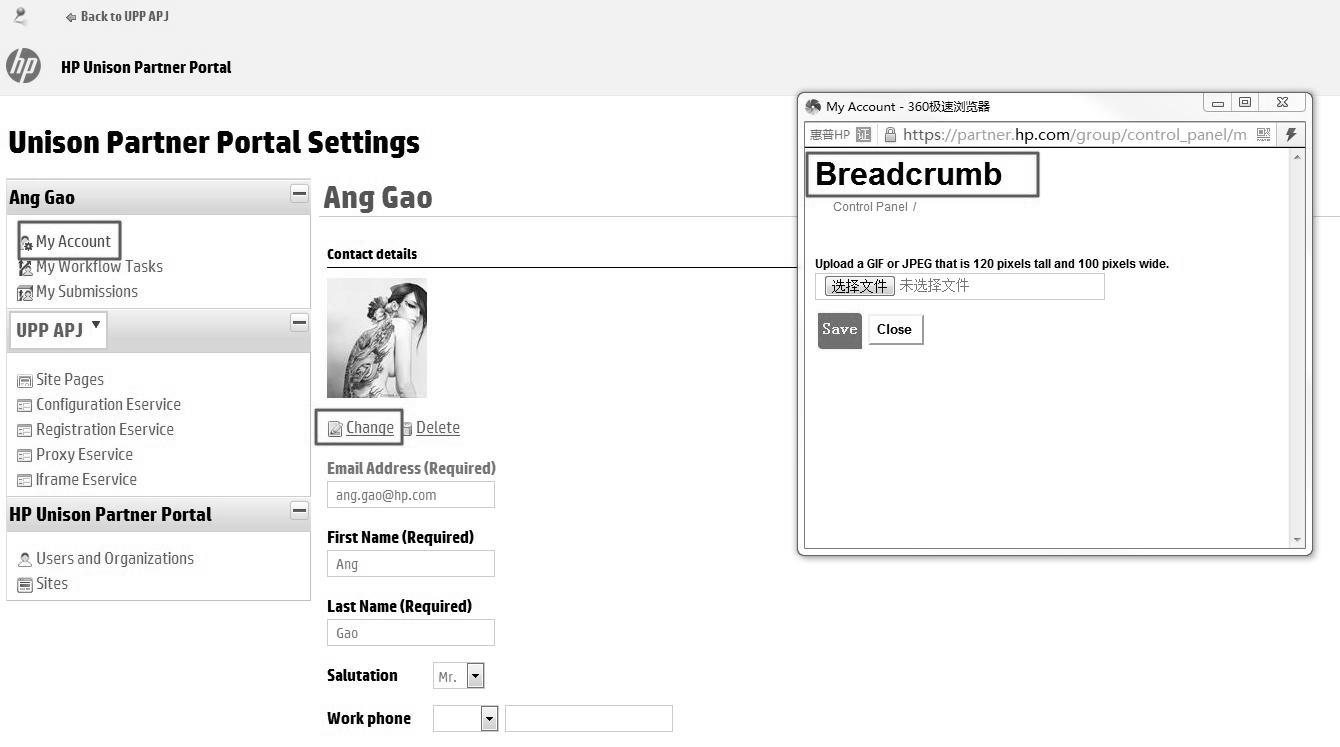 Back to UPP APJ
hp
HP Unison Partner Portal
Unison Partner Portal Settings
Ang Gao
My Account
My Workflow Tasks
My Submissions
UPP APJ
Site Pages
Configuration Eservice
Registration Eservice
Proxy Eservice
Iframe Eservice
HP Unison Partner Portal
Users and Organizations
Sites
Ang Gao
Contact details
Change Delete
Email Address (Required)
ang.gao@hp.com
First Name (Required)
Ang
Last Name (Required)
Gao
Salutation Mr.
Work phone
My Account - 360极速浏览器
惠普HP 证 https://partner.hp.com/group/control_panel/m
Breadcrumb
Control Panel /
Upload a GIF or JPEG that is 120 pixels tall and 100 pixels wide.
选择文件 未选择文件
Save Close